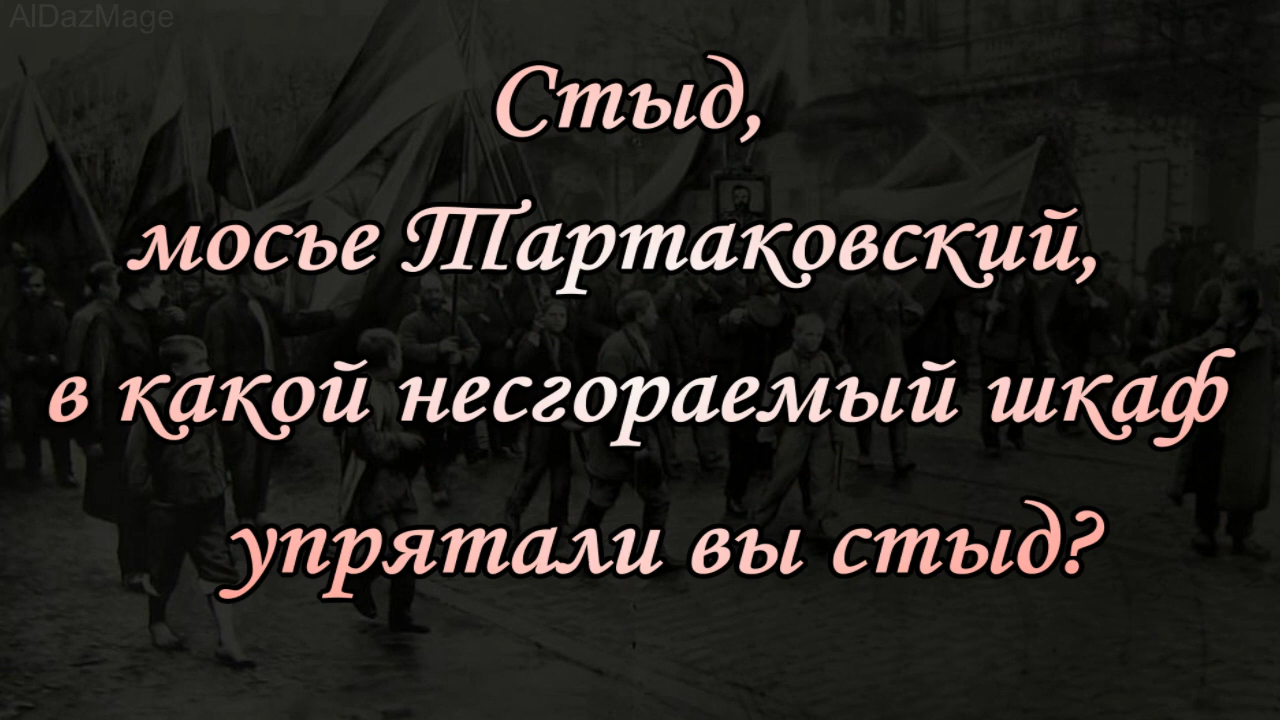 AlDazMage
Стыд,
мосье Тартаковский,
в какой несгораемый шкаф
упрятали вы стыд?